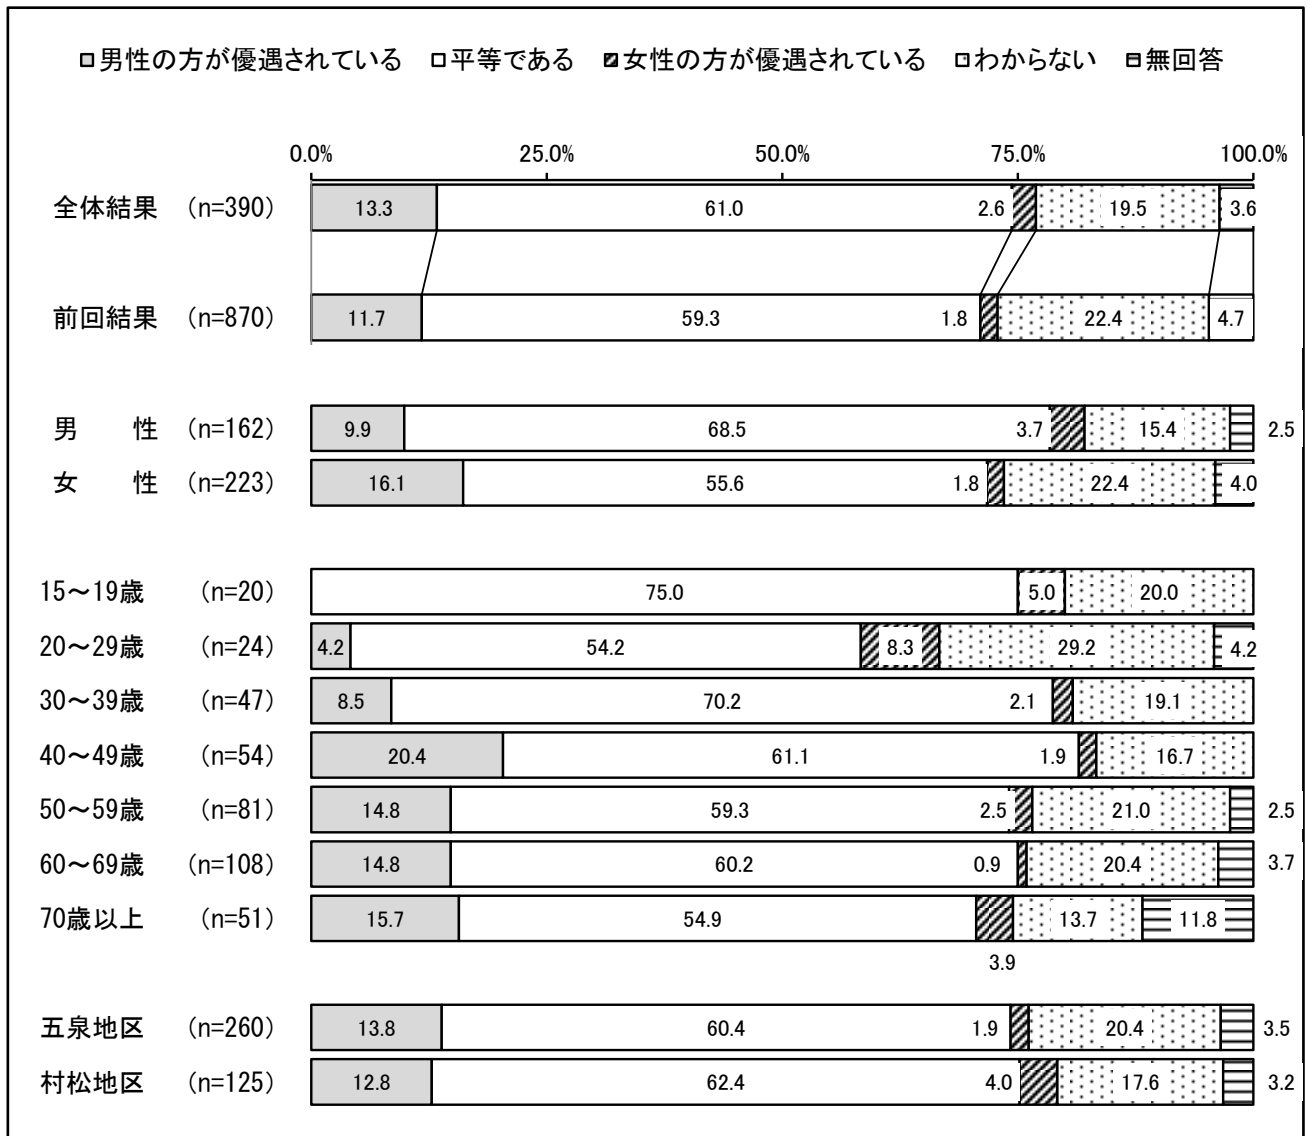 男性の方が優遇されている 平等である 女性の方が優遇されている わからない 無回答
0.0% 25.0% 50.0% 75.0% 100.0%
全体結果 (n=390) 13.3 61.0 2.6 19.5 3.6
前回結果 (n=870) 11.7 59.3 1.8 22.4 4.7
男 性 (n=162) 9.9 68.5 3.7 15.4 2.5
女 性 (n=223) 16.1 55.6 1.8 22.4 4.0
15~19歳 (n=20) 75.0 5.0 20.0
20~29歳 (n=24) 4.2 54.2 8.3 29.2 4.2
30~39歳 (n=47) 8.5 70.2 2.1 19.1
40~49歳 (n=54) 20.4 61.1 1.9 16.7
50~59歳 (n=81) 14.8 59.3 2.5 21.0 2.5
60~69歳 (n=108) 14.8 60.2 0.9 20.4 3.7
70歳以上 (n=51) 15.7 54.9 13.7 11.8
3.9
五泉地区 (n=260) 13.8 60.4 1.9 20.4 3.5
村松地区 (n=125) 12.8 62.4 4.0 17.6 3.2